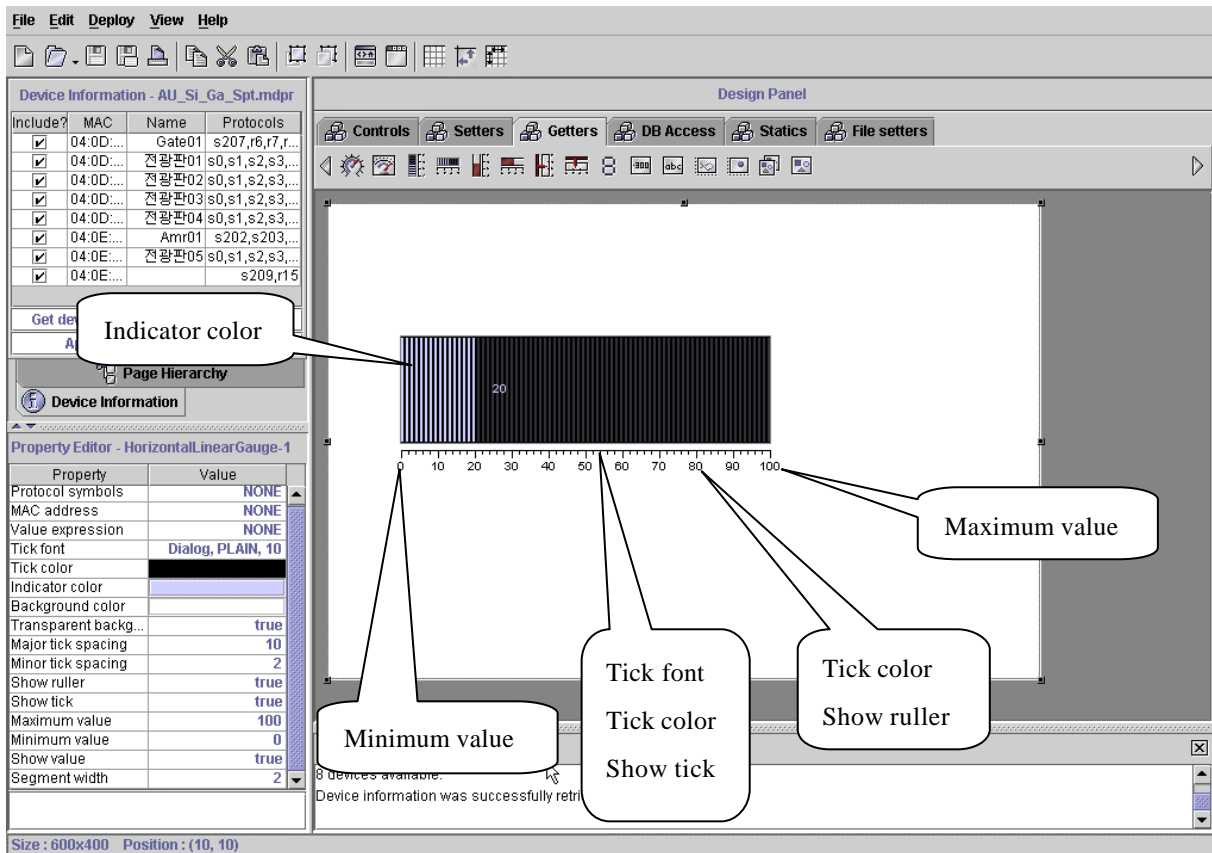 File Edit Deploy View Help
Device Information - AU_Si_Ga_Spt.mdpr
Include? MAC Name Protocols
04:0D:... Gate01 s207,r6,r7,r...
04:0D:... 전광판01 s0,s1,s2,s3,...
04:0D:... 전광판02 s0,s1,s2,s3,...
04:0D:... 전광판03 s0,s1,s2,s3,...
04:0D:... 전광판04 s0,s1,s2,s3,...
04:0E:... Amr01 s202,s203,...
04:0E:... 전광판05 s0,s1,s2,s3,...
04:0E:... s209,r15
Get de
Page Hierarchy
Device Information
Property Editor - HorizontalLinearGauge-1
Property Value
Protocol symbols NONE
MAC address NONE
Value expression NONE
Tick font Dialog, PLAIN, 10
Tick color
Indicator color
Background color
Transparent backg... true
Major tick spacing 10
Minor tick spacing 2
Show ruller true
Show tick true
Maximum value 100
Minimum value 0
Show value true
Segment width 2
Design Panel
Controls Setters Getters DB Access Statics File setters
-300 abc
Indicator color
20
0 10 20 30 40 50 60 70 80 90 100
Maximum value
Minimum value
Tick font
Tick color
Show tick
Tick color
Show ruller
8 devices available.
Device information was successfully retri
Size : 600x400 Position : (10, 10)